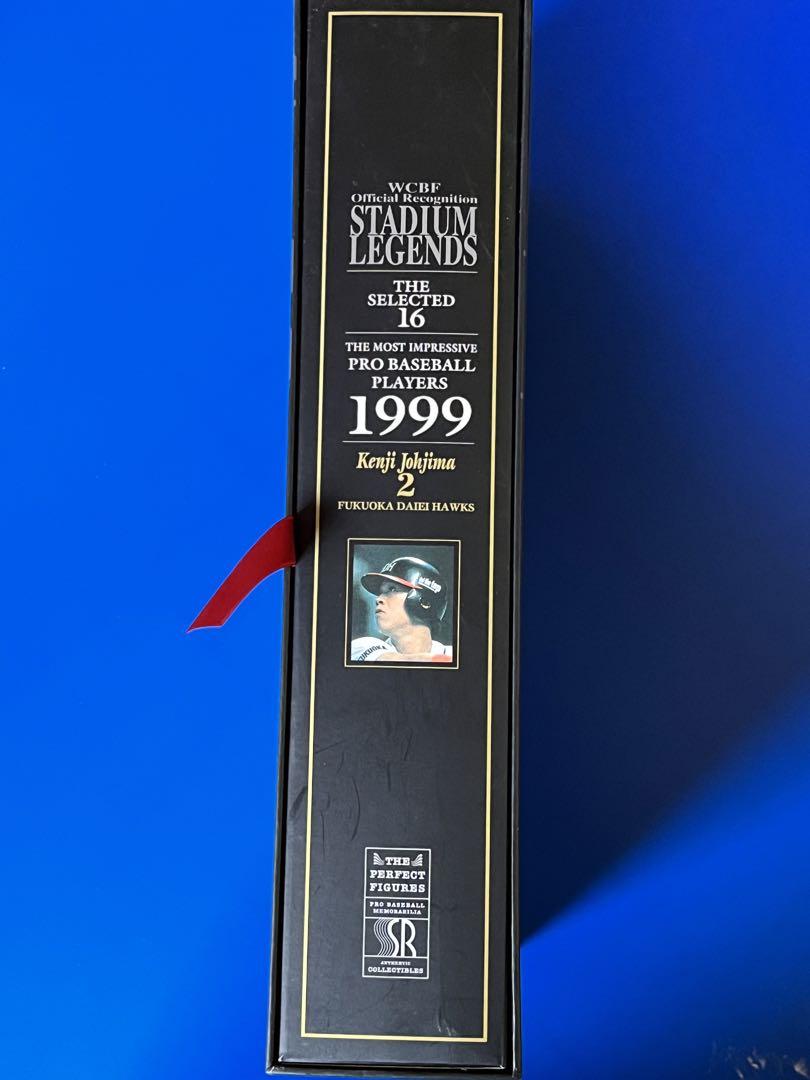 WCBF
Official Recognition
STADIUM
LEGENDS
THE
SELECTED
16
THE MOST IMPRESSIVE
PRO BASEBALL
PLAYERS
1999
Kenji Johjima
2
FUKUOKA DAIEI HAWKS
THE
PERFECT
FIGURES
PRO BASEBALL
MEMORABILIA
SR
AUTHENTIC
COLLECTIBLES